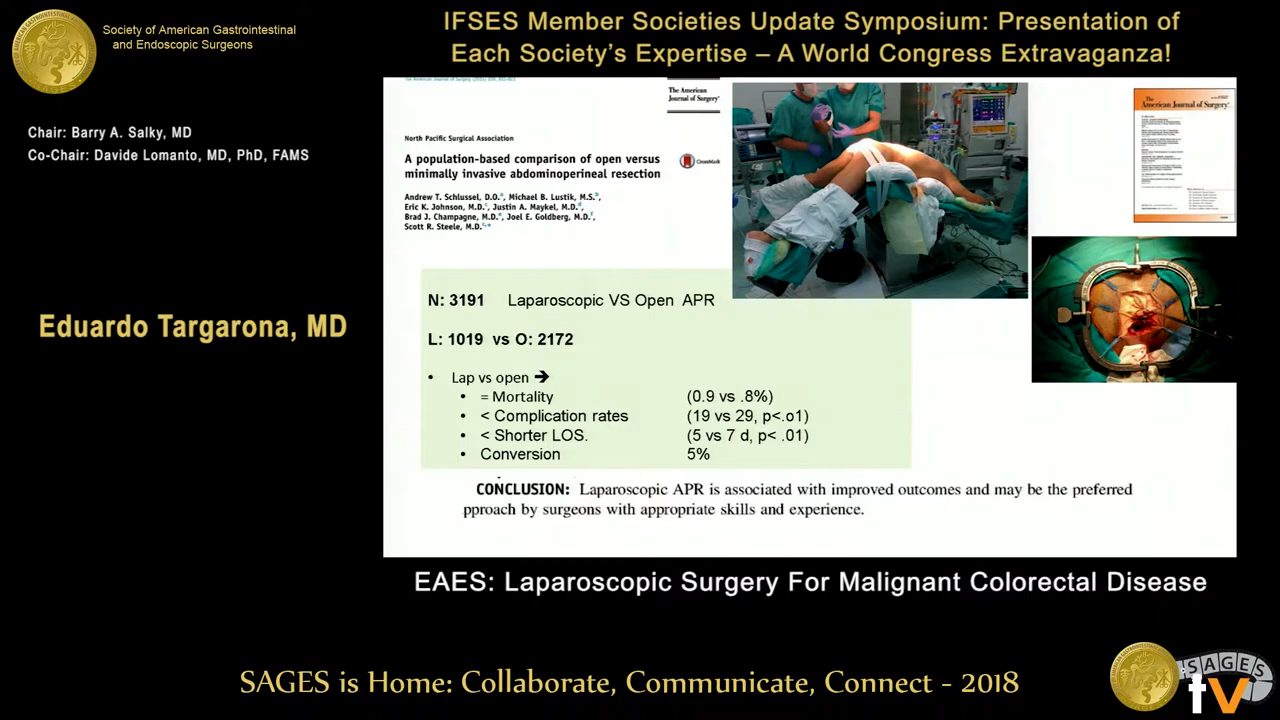 Society of American Gastrointestinal
and Endoscopic Surgeons
IFSES Member Societies Update Symposium: Presentation of
Each Society's Expertise – A World Congress Extravaganza!
Chair: Barry A. Salky, MD
Co-Chair: Davide Lomanto, MD, PhD, FAMS
Eduardo Targarona, MD
The American
Journal of Surgery
North Pacific Surgical Association
A population-based comparison of open versus
minimally invasive abdominoperineal resection
CrossMark
Andrew T. Schlussel, D.O.a, Michael B. Lustik, M.S.b,
Eric K. Johnson, M.D.c, Justin A. Maykel, M.D.d,
Brad J. Champagne, M.D.e, Joel E. Goldberg, M.D.f,
Scott R. Steele, M.D.c,*
The
American Journal of Surgery
N: 3191 Laparoscopic VS Open APR
L: 1019 vs O: 2172
• Lap vs open ➔
• = Mortality (0.9 vs .8%)
• < Complication rates (19 vs 29, p<.o1)
• < Shorter LOS. (5 vs 7 d, p< .01)
• Conversion 5%
CONCLUSION: Laparoscopic APR is associated with improved outcomes and may be the preferred
pproach by surgeons with appropriate skills and experience.
EAES: Laparoscopic Surgery For Malignant Colorectal Disease
SAGES is Home: Collaborate, Communicate, Connect - 2018
SAGES
tv